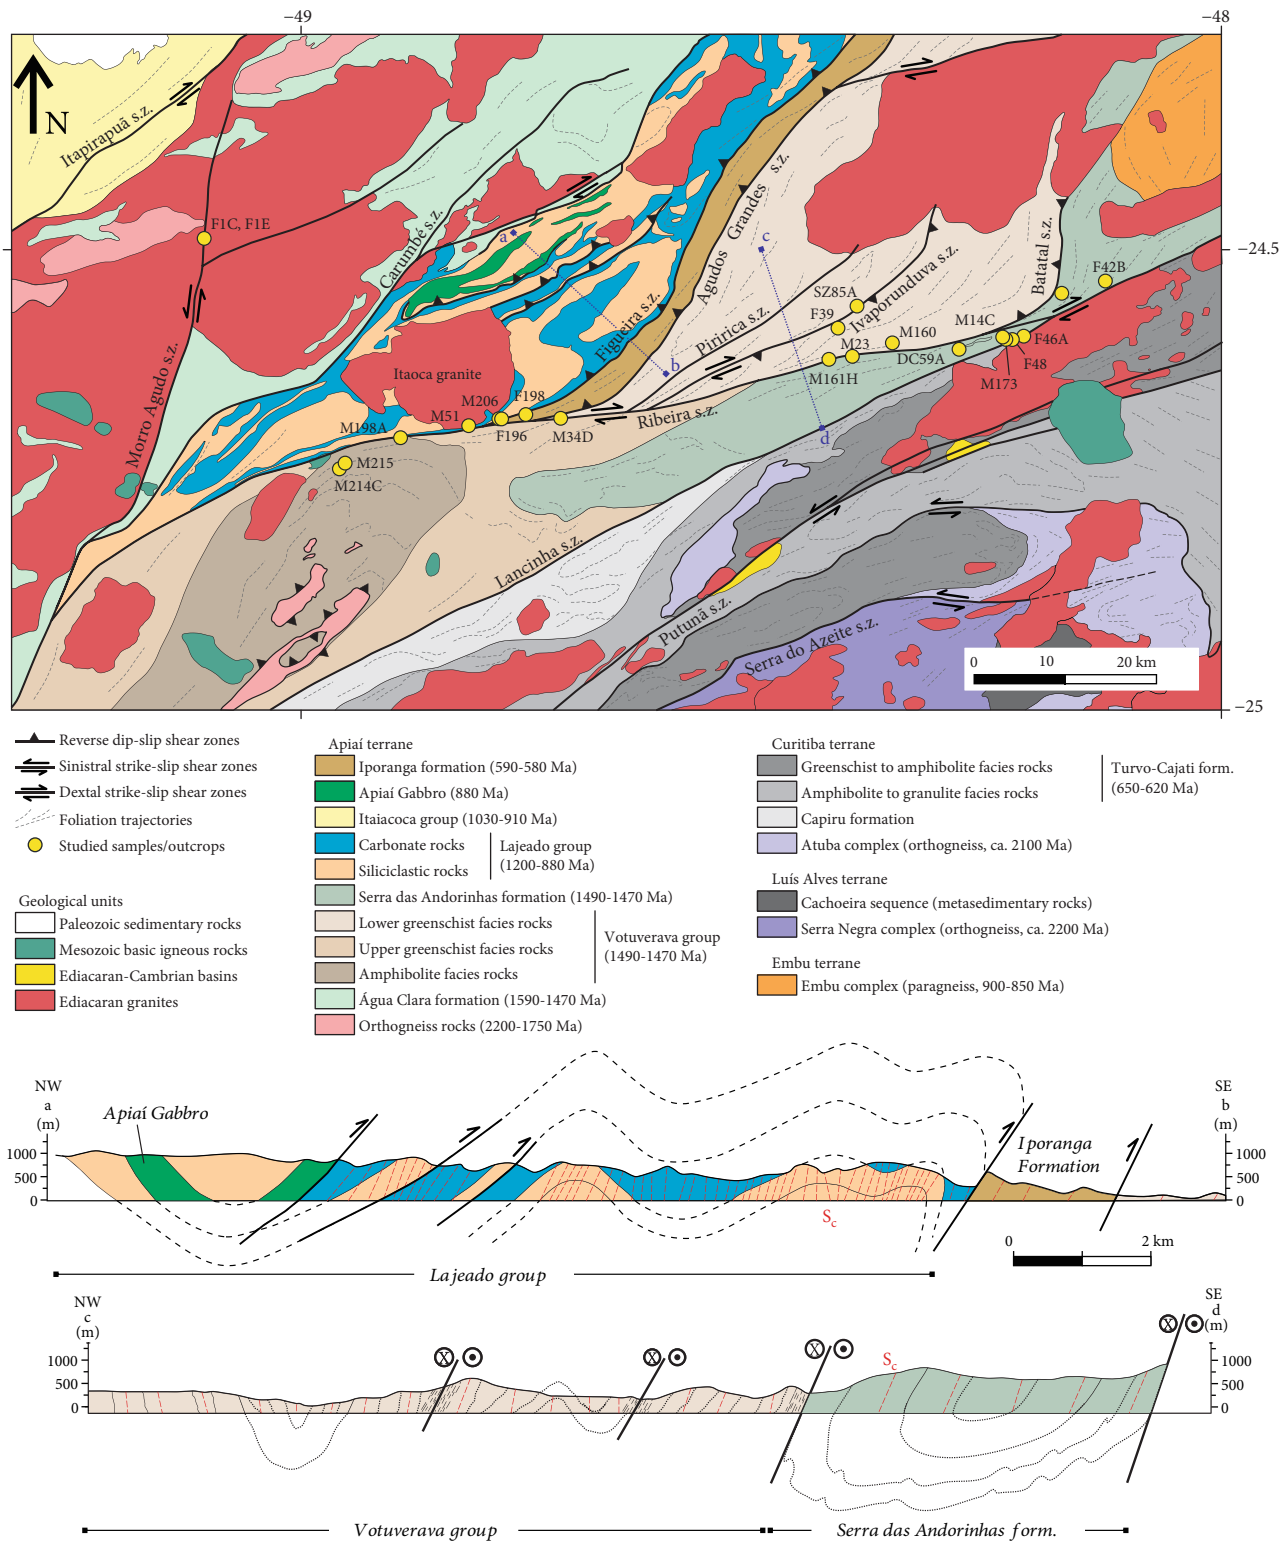 −49
−48
N
Itapirapuã s.z.
F1C, F1E
Carumbé s.z.
a
Agudos Grandes s.z.
c
Batatal s.z.
−24.5
F42B
SZ85A
F39
Ivaporunduva s.z.
M14C
Figueira s.z.
Piririca s.z.
M160
F46A
M23
DC59A
F48
Itaoca granite
b
M161H
M173
Morro Agudo s.z.
M206
F198
M51
Ribeira s.z.
M198A
F196
M34D
d
M215
M214C
Lancinha s.z.
Putunã s.z.
Serra do Azeite s.z.
0 10 20 km
−25
Reverse dip-slip shear zones
Sinistral strike-slip shear zones
Dextal strike-slip shear zones
Foliation trajectories
Studied samples/outcrops
Geological units
Paleozoic sedimentary rocks
Mesozoic basic igneous rocks
Ediacaran-Cambrian basins
Ediacaran granites
Apiaí terrane
Iporanga formation (590-580 Ma)
Apiaí Gabbro (880 Ma)
Itaiacoca group (1030-910 Ma)
Carbonate rocks
Siliciclastic rocks
Lajeado group
(1200-880 Ma)
Serra das Andorinhas formation (1490-1470 Ma)
Lower greenschist facies rocks
Upper greenschist facies rocks
Amphibolite facies rocks
Votuverava group
(1490-1470 Ma)
Água Clara formation (1590-1470 Ma)
Orthogneiss rocks (2200-1750 Ma)
Curitiba terrane
Greenschist to amphibolite facies rocks
Amphibolite to granulite facies rocks
Turvo-Cajati form.
(650-620 Ma)
Capiru formation
Atuba complex (orthogneiss, ca. 2100 Ma)
Luís Alves terrane
Cachoeira sequence (metasedimentary rocks)
Serra Negra complex (orthogneiss, ca. 2200 Ma)
Embu terrane
Embu complex (paragneiss, 900-850 Ma)
NW
a
(m)
Apiaí Gabbro
SE
b
(m)
1000
500
0
Iporanga
Formation
1000
500
0
Sc
0 2 km
Lajeado group
NW
c
(m)
SE
d
(m)
X
X
X
X
1000
500
0
Sc
1000
500
0
Votuverava group
Serra das Andorinhas form.